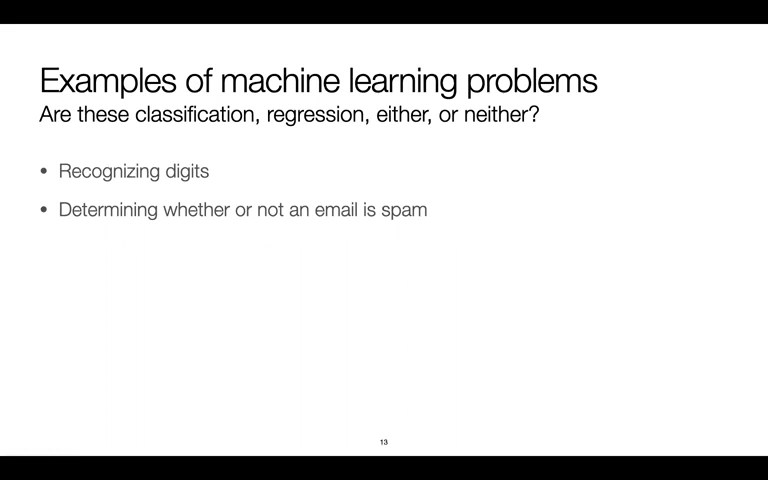 Examples of machine learning problems
Are these classification, regression, either, or neither?
• Recognizing digits
• Determining whether or not an email is spam
13